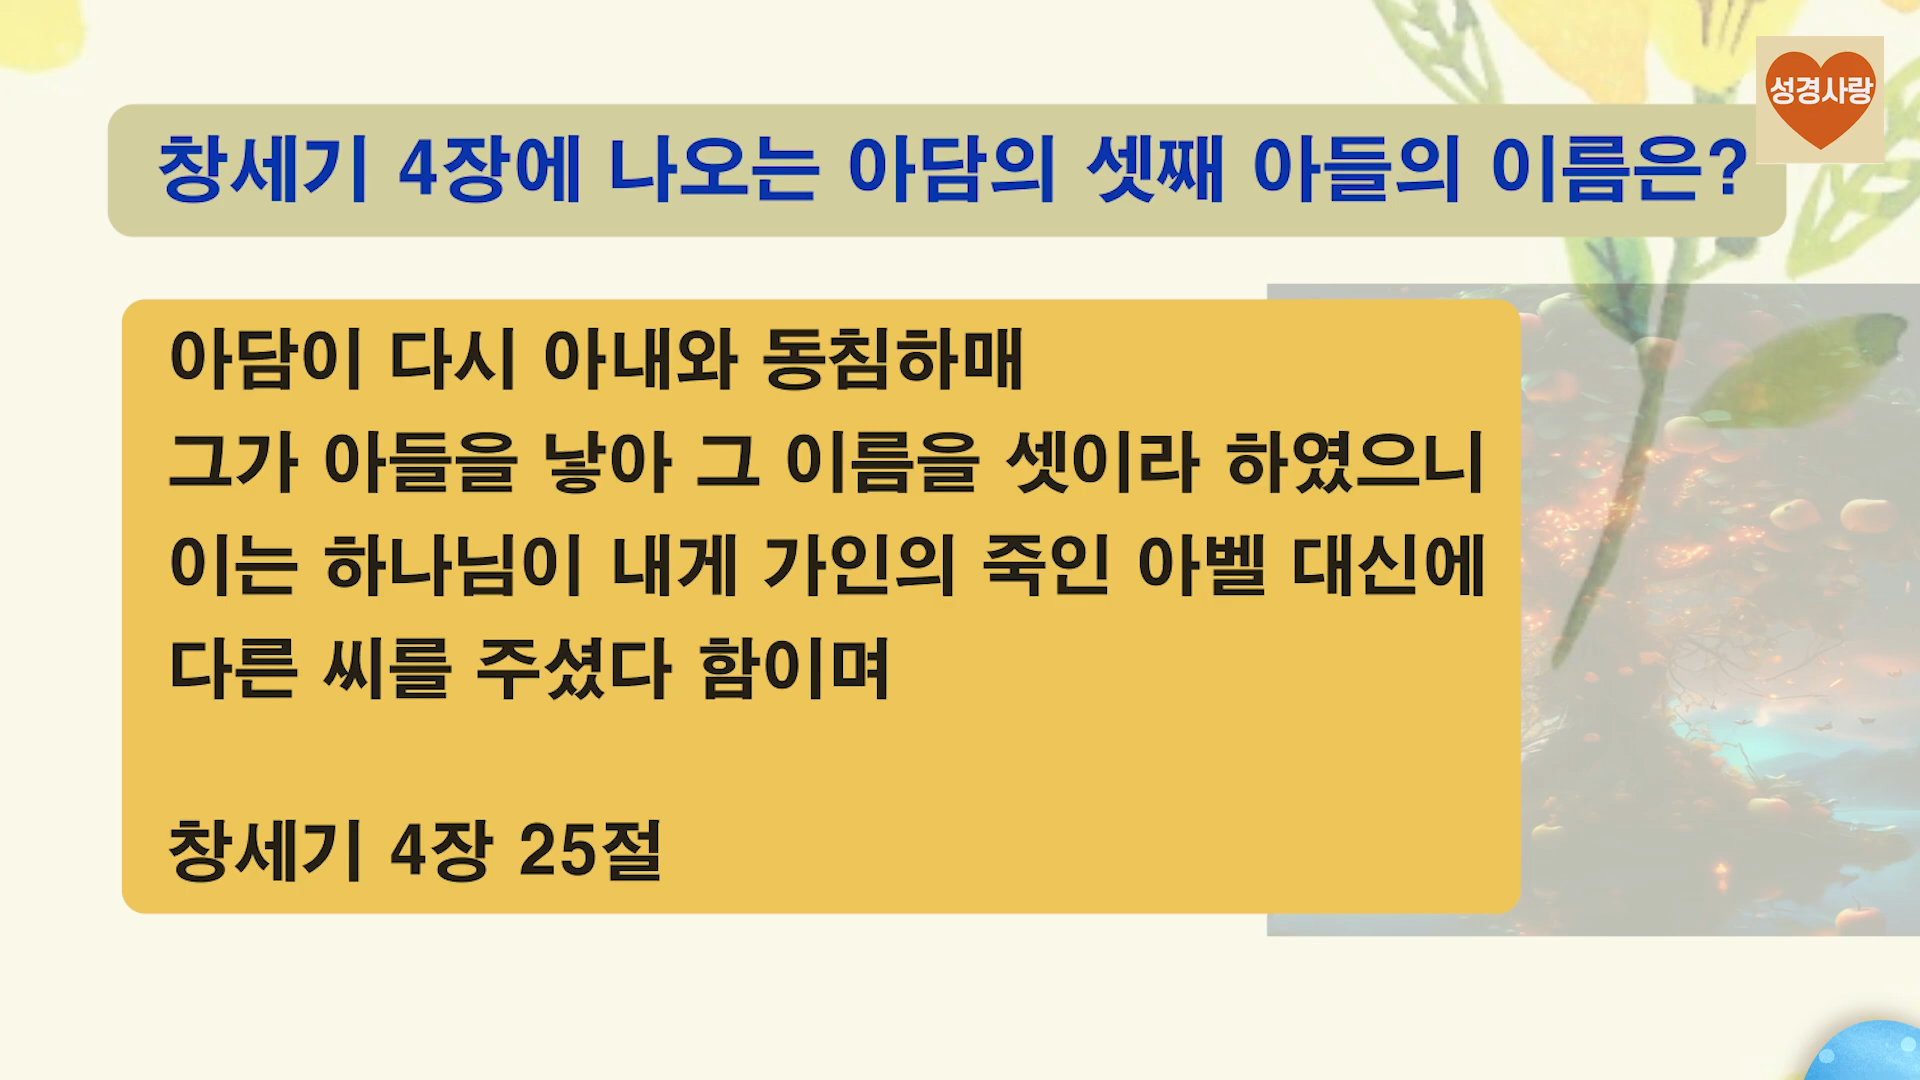 성경사랑
창세기 4장에 나오는 아담의 셋째 아들의 이름은?
아담이 다시 아내와 동침하매
그가 아들을 낳아 그 이름을 셋이라 하였으니
이는 하나님이 내게 가인의 죽인 아벨 대신에
다른 씨를 주셨다 함이며
창세기 4장 25절